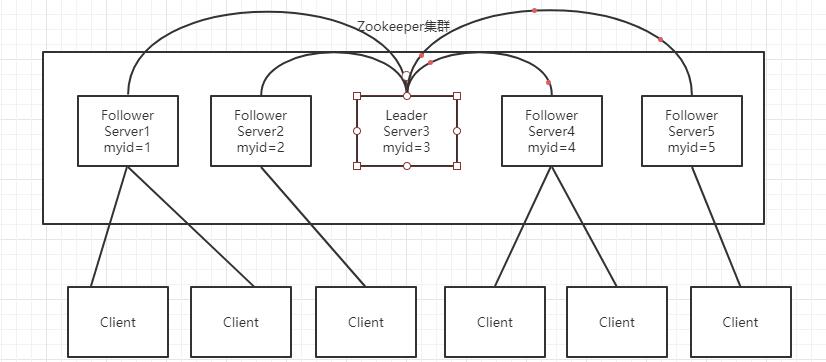 Zookeeper集群
Follower
Server1
myid=1
Follower
Server2
myid=2
Leader
Server3
myid=3
Follower
Server4
myid=4
Follower
Server5
myid=5
Client
Client
Client
Client
Client
Client